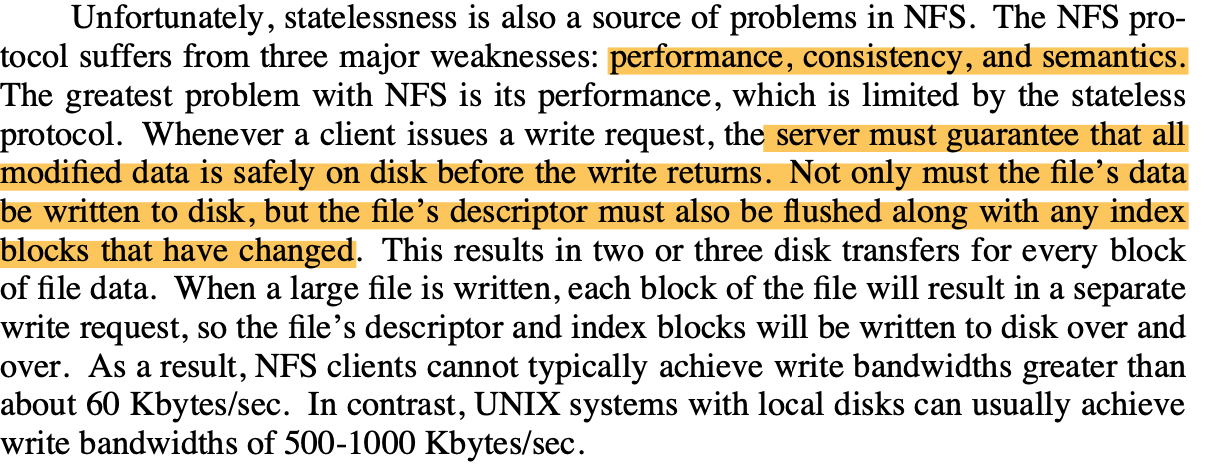 Unfortunately, statelessness is also a source of problems in NFS. The NFS pro-
tocol suffers from three major weaknesses: performance, consistency, and semantics.
The greatest problem with NFS is its performance, which is limited by the stateless
protocol. Whenever a client issues a write request, the server must guarantee that all
modified data is safely on disk before the write returns. Not only must the file's data
be written to disk, but the file's descriptor must also be flushed along with any index
blocks that have changed. This results in two or three disk transfers for every block
of file data. When a large file is written, each block of the file will result in a separate
write request, so the file's descriptor and index blocks will be written to disk over and
over. As a result, NFS clients cannot typically achieve write bandwidths greater than
about 60 Kbytes/sec. In contrast, UNIX systems with local disks can usually achieve
write bandwidths of 500-1000 Kbytes/sec.